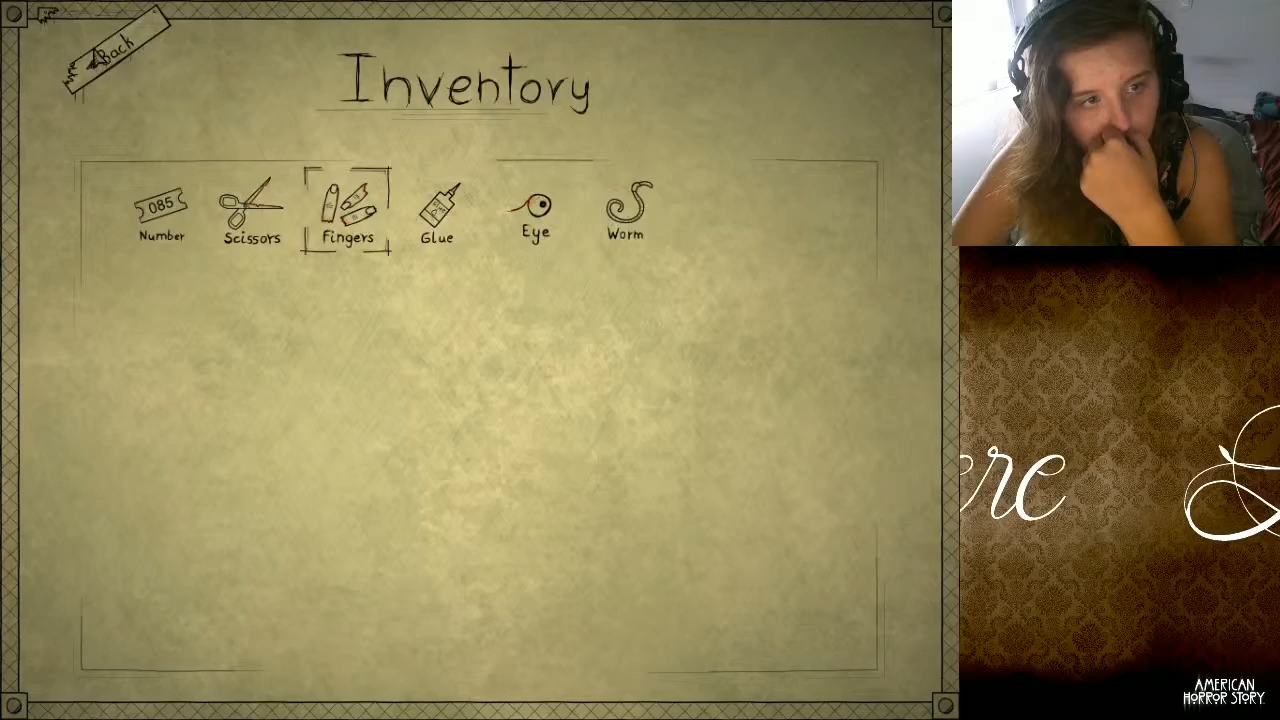 Back
Inventory
085
Number
Scissors
Fingers
Glue
Eye
Worm
ere
AMERICAN
HORROR STORY